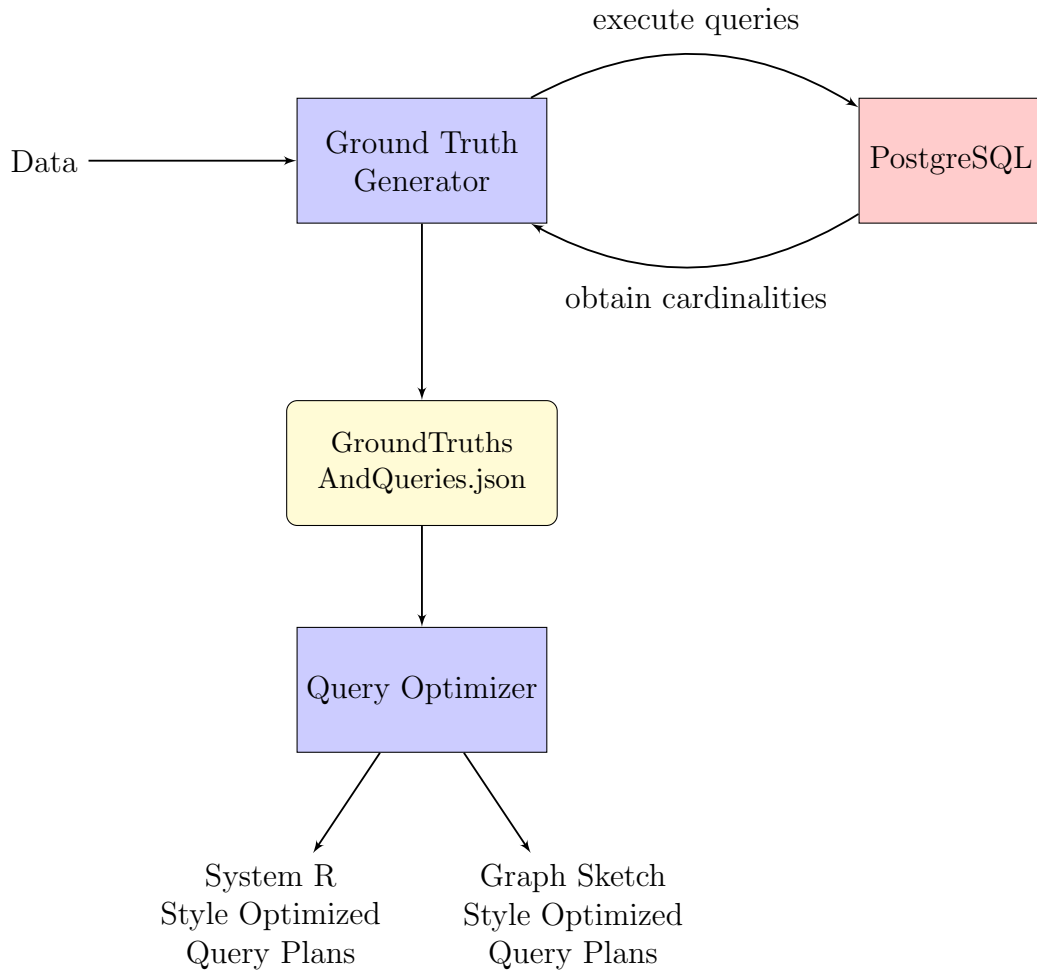 execute queries
Data
Ground Truth
Generator
PostgreSQL
obtain cardinalities
GroundTruths
AndQueries.json
Query Optimizer
System R
Style Optimized
Query Plans
Graph Sketch
Style Optimized
Query Plans